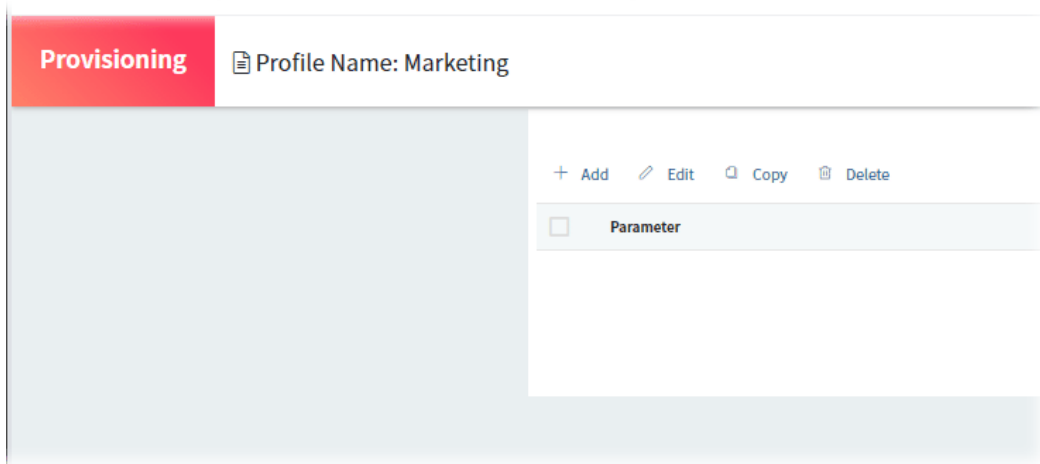 Provisioning
Profile Name: Marketing
Add Edit Copy Delete
Parameter